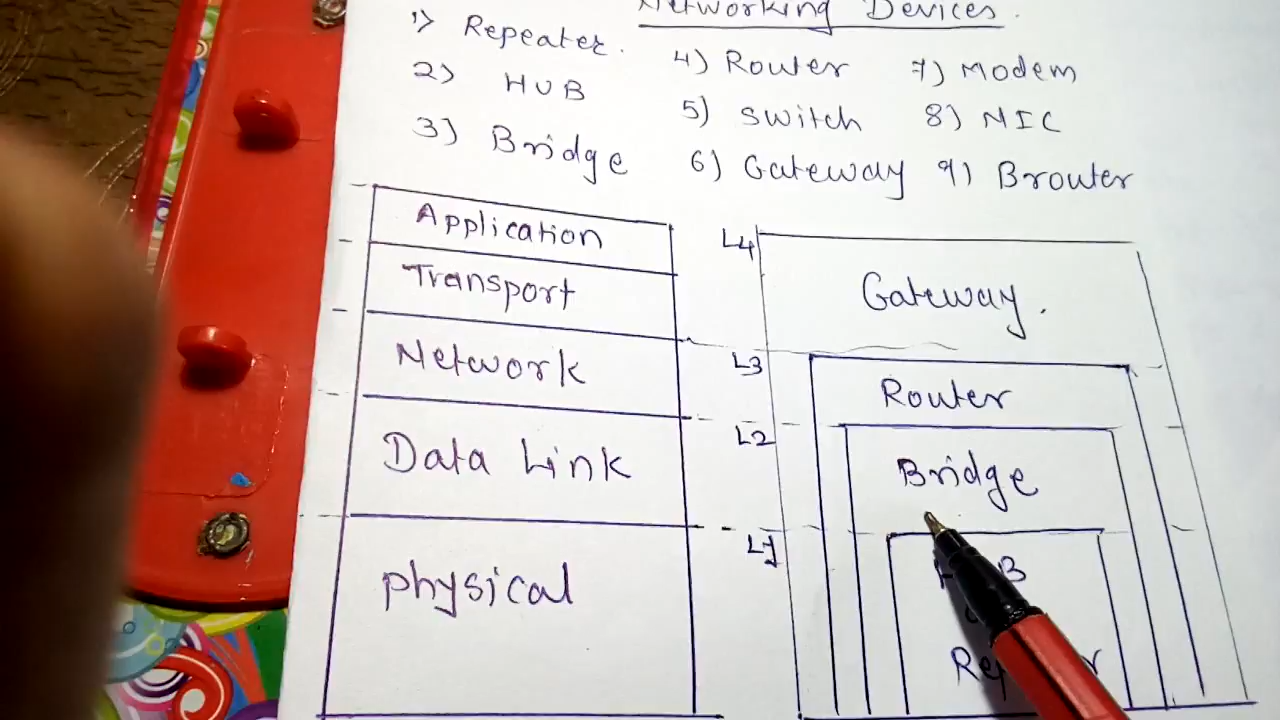 Networking Devices.
1) Repeater.
2) HUB
3) Bridge
4) Router
5) Switch
6) Gateway
7) Modem
8) NIC
9) Brouter
Application
Transport
Network
Data Link
physical
L4
Gateway.
L3
Router
L2
Bridge
L1